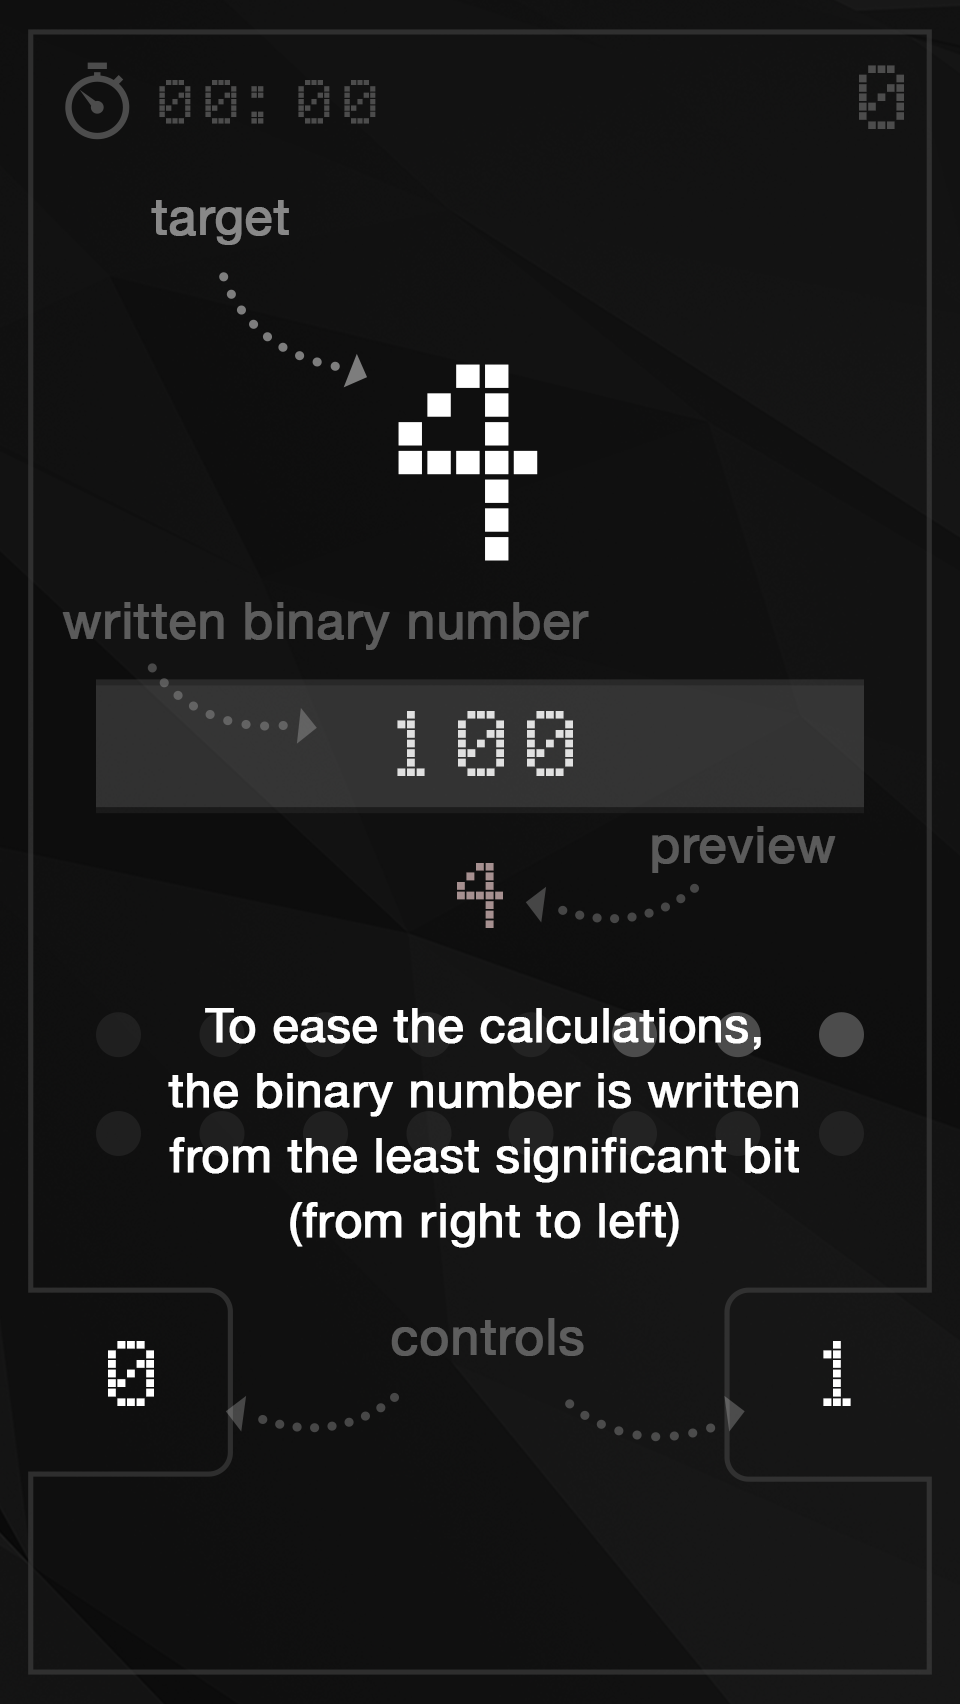 00:00 0
target
4
written binary number
100
preview
4
To ease the calculations,
the binary number is written
from the least significant bit
(from right to left)
controls
0 1